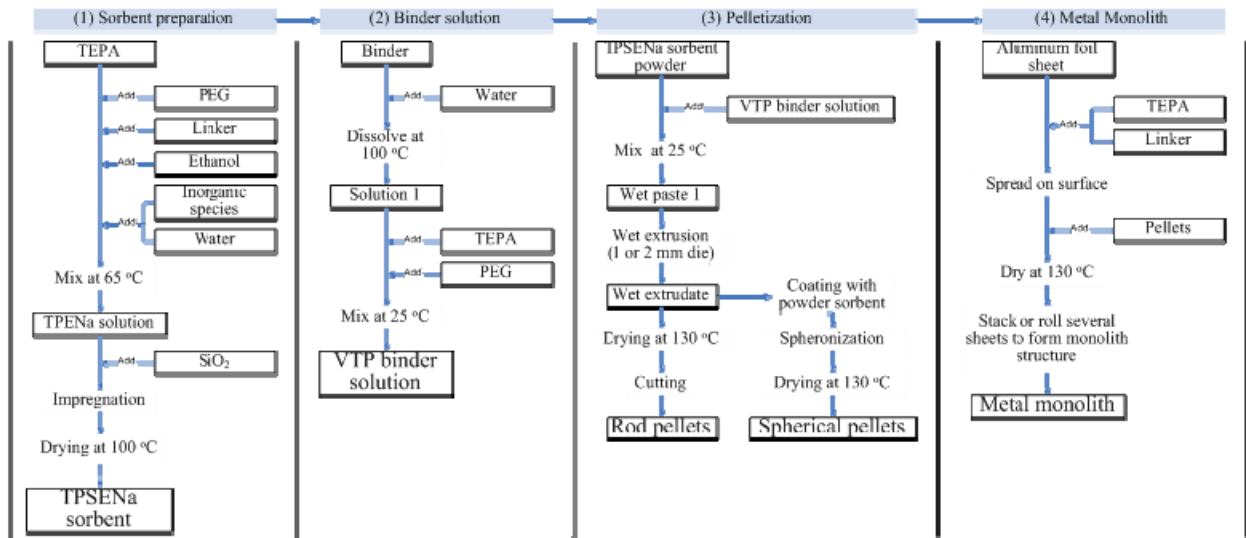 (1) Sorbent preparation
(2) Binder solution
(3) Pelletization
(4) Metal Monolith
TEPA
Add
PEG
Add
Linker
Add
Ethanol
Add
Inorganic
species
Water
Mix at 65 °C
TPENa solution
Add
SiO₂
Impregnation
Drying at 100 °C
TPSENa
sorbent
Binder
Add
Water
Dissolve at
100 °C
Solution 1
Add
TEPA
Add
PEG
Mix at 25 °C
VTP binder
solution
TPSENa sorbent
powder
Add
VTP binder solution
Mix at 25 °C
Wet paste 1
Wet extrusion
(1 or 2 mm die)
Wet extrudate
Drying at 130 °C
Cutting
Rod pellets
Coating with
powder sorbent
Spheronization
Drying at 130 °C
Spherical pellets
Aluminum foil
sheet
Add
TEPA
Linker
Spread on surface
Add
Pellets
Dry at 130 °C
Stack or roll several
sheets to form monolith
structure
Metal monolith